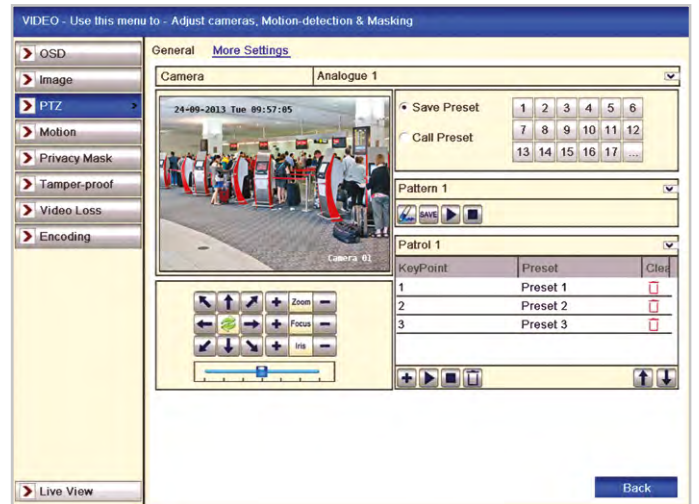 VIDEO - Use this menu to - Adjust cameras, Motion-detection & Masking
OSD
Image
PTZ
Motion
Privacy Mask
Tamper-proof
Video Loss
Encoding
Live View
General More Settings
Camera Analogue 1
24-09-2013 Tue 09:57:05
Camera 01
Zoom
Focus
Iris
Save Preset
Call Preset
1 2 3 4 5 6
7 8 9 10 11 12
13 14 15 16 17 ...
Pattern 1
SAVE
Patrol 1
KeyPoint Preset Clea
1 Preset 1
2 Preset 2
3 Preset 3
Back